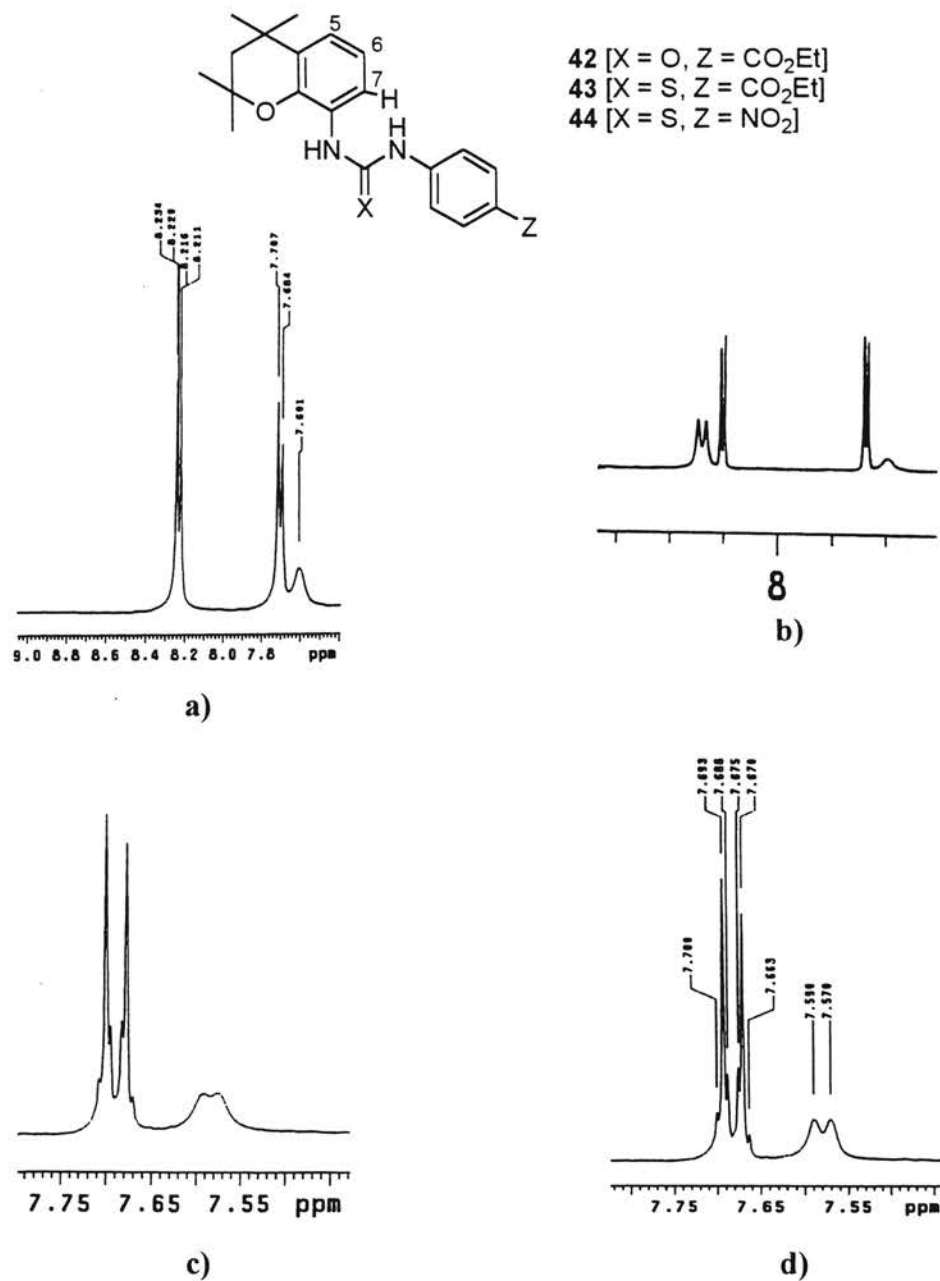 5
6
7
H
O
HN
H
N
X
Z
42 [X = O, Z = CO2Et]
43 [X = S, Z = CO2Et]
44 [X = S, Z = NO2]
8.234
8.229
8.216
8.211
7.707
7.684
7.601
9.0 8.8 8.6 8.4 8.2 8.0 7.8 ppm
a)
8
b)
7.75 7.65 7.55 ppm
c)
7.700
7.693
7.688
7.675
7.670
7.663
7.590
7.570
7.75 7.65 7.55 ppm
d)